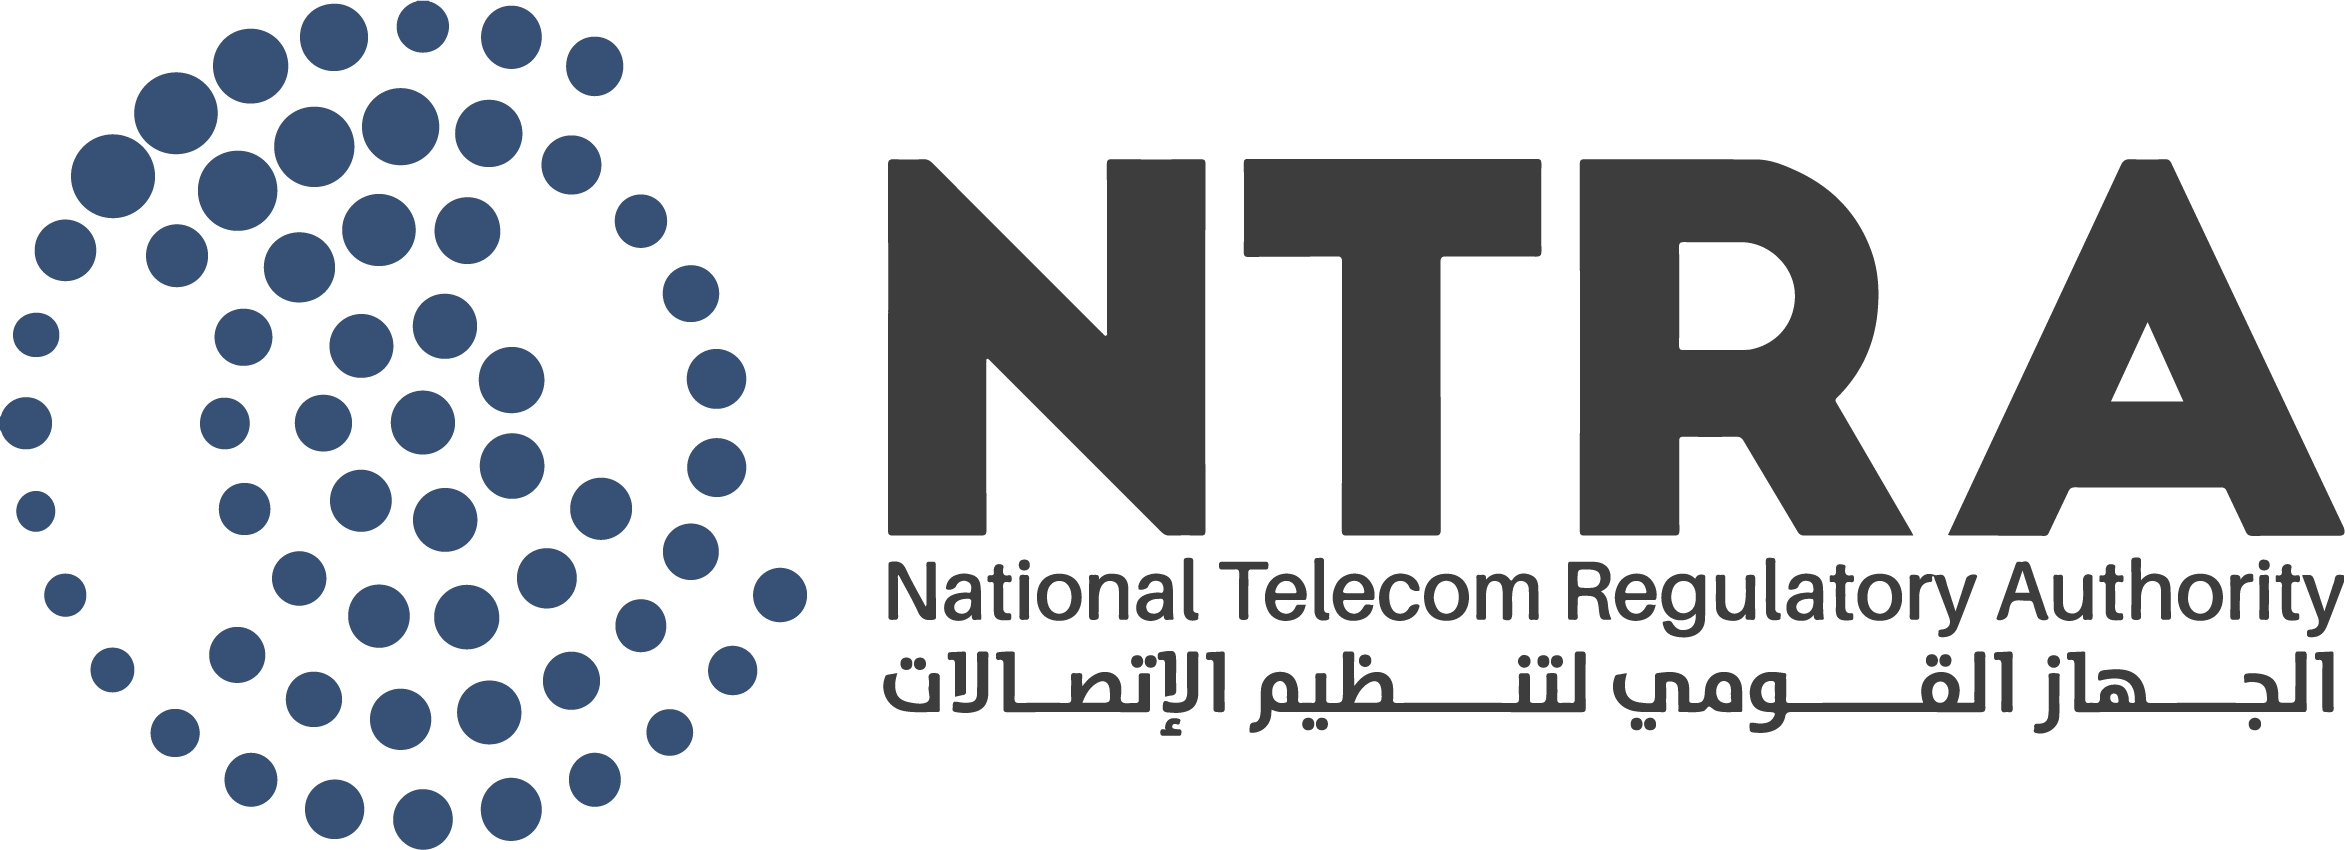 NTRA
National Telecom Regulatory Authority
الجهاز القومي لتنظيم الإتصالات